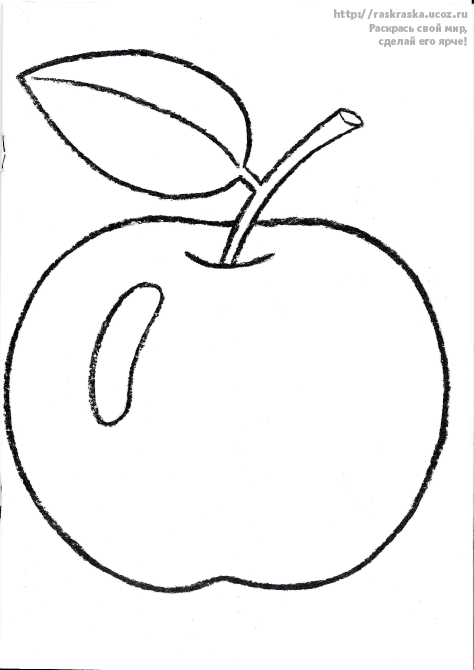 http://raskraska.ucoz.ru
Раскрась свой мир,
сделай его ярче!